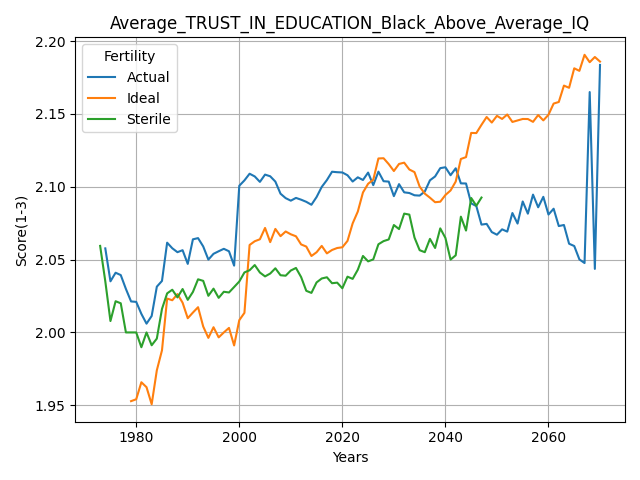 Average_TRUST_IN_EDUCATION_Black_Above_Average_IQ
Fertility
Actual
Ideal
Sterile
Score(1-3)
2.20
2.15
2.10
2.05
2.00
1.95
1980
2000
2020
2040
2060
Years